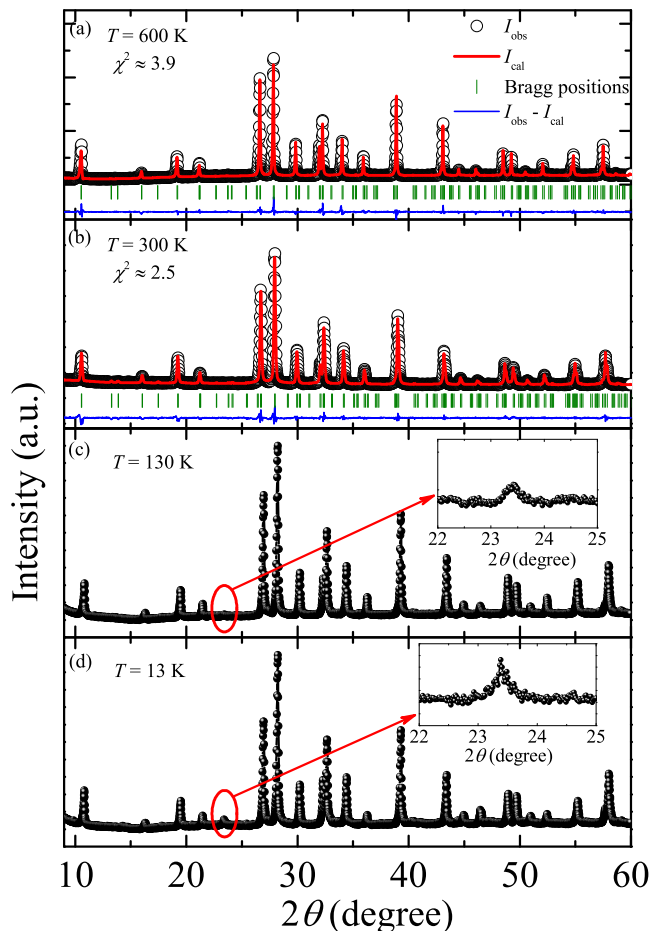 (a)
T = 600 K
χ² ≈ 3.9
I_obs
I_cal
Bragg positions
I_obs - I_cal
(b)
T = 300 K
χ² ≈ 2.5
(c)
T = 130 K
22 23 24 25
2θ (degree)
(d)
T = 13 K
22 23 24 25
2θ (degree)
Intensity (a.u.)
10 20 30 40 50 60
2θ (degree)